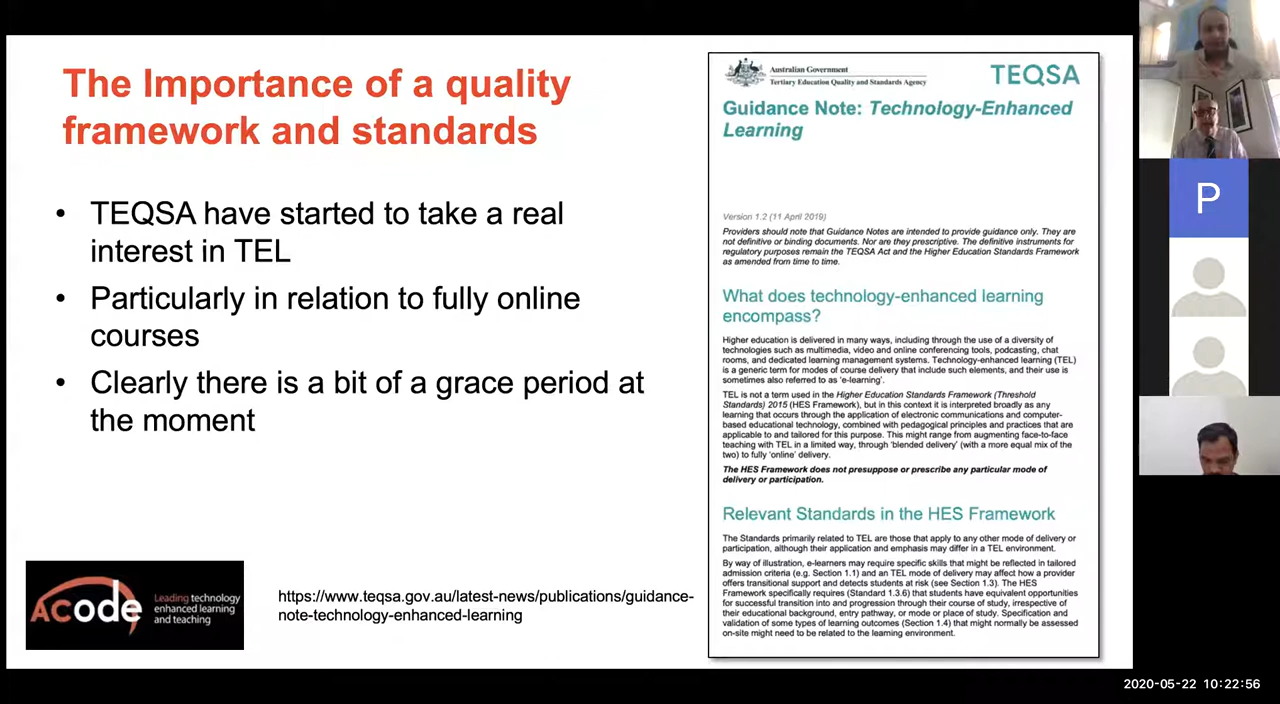 The Importance of a quality
framework and standards
• TEQSA have started to take a real
interest in TEL
• Particularly in relation to fully online
courses
• Clearly there is a bit of a grace period at
the moment
ACode
Leading technology
enhanced learning
and teaching
https://www.teqsa.gov.au/latest-news/publications/guidance-
note-technology-enhanced-learning
Australian Government
Tertiary Education Quality and Standards Agency
TEQSA
Guidance Note: Technology-Enhanced
Learning
Version 1.2 (11 April 2019)
Providers should note that Guidance Notes are intended to provide guidance only. They are
not definitive or binding documents. Nor are they prescriptive. The definitive instruments for
regulatory purposes remain the TEQSA Act and the Higher Education Standards Framework
as amended from time to time.
What does technology-enhanced learning
encompass?
Higher education is delivered in many ways, including through the use of a diversity of
technologies such as multimedia, video and online conferencing tools, podcasting, chat
rooms, and dedicated learning management systems. Technology-enhanced learning (TEL)
is a generic term for modes of course delivery that include such elements, and their use is
sometimes also referred to as ‘e-learning’.
TEL is not a term used in the Higher Education Standards Framework (Threshold
Standards) 2015 (HES Framework), but in this context it is interpreted broadly as any
learning that occurs through the application of electronic communications and computer-
based educational technology, combined with pedagogical principles and practices that are
applicable to and tailored for this purpose. This might range from augmenting face-to-face
teaching with TEL in a limited way, through ‘blended delivery’ (with a more equal mix of the
two) to fully ‘online’ delivery.
The HES Framework does not presuppose or prescribe any particular mode of
delivery or participation.
Relevant Standards in the HES Framework
The Standards primarily related to TEL are those that apply to any other mode of delivery or
participation, although their application and emphasis may differ in a TEL environment.
By way of illustration, e-learners may require specific skills that might be reflected in tailored
admission criteria (e.g. Section 1.1) and an TEL mode of delivery may affect how a provider
offers transitional support and detects students at risk (see Section 1.3). The HES
Framework specifically requires (Standard 1.3.6) that students have equivalent opportunities
for successful transition into and progression through their course of study, irrespective of
their educational background, entry pathway, or mode or place of study. Specification and
validation of some types of learning outcomes (Section 1.4) that might normally be assessed
on-site might need to be related to the learning environment.
P
2020-05-22 10:22:56